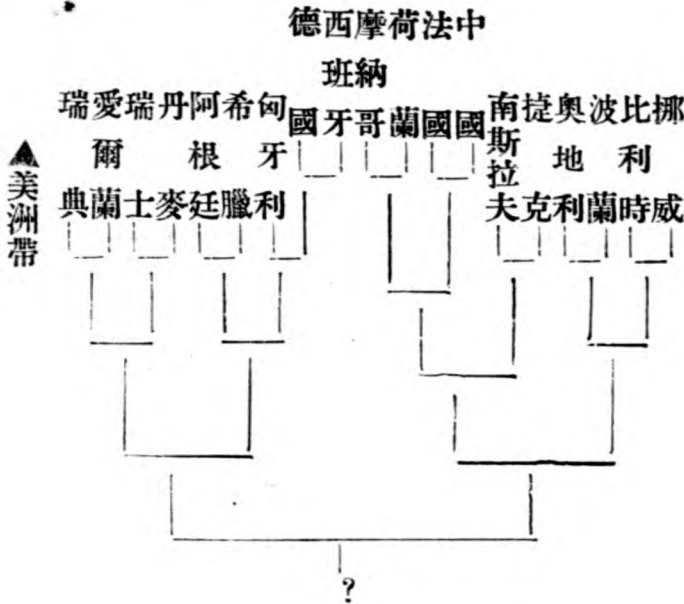 挪威
比利時
波蘭
奧地利
捷克
南斯拉夫
中國
法國
荷蘭
摩納哥
西班牙
德國
匈牙利
希臘
阿根廷
丹麥
瑞士
愛爾蘭
瑞典
?
▲美洲帶